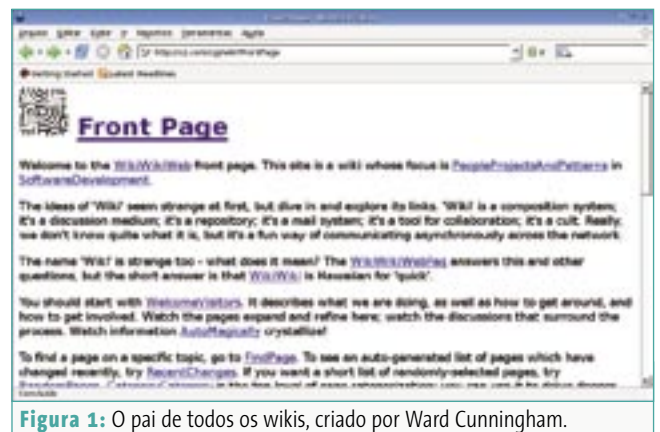 Getting Started Latest Headlines
Front Page
Welcome to the WikiWikiWeb front page. This site is a wiki whose focus is PeopleProjectsAndPatterns in
SoftwareDevelopment.
The ideas of 'Wiki' seem strange at first, but dive in and explore its links. 'Wiki' is a composition system;
it's a discussion medium; it's a repository; it's a mail system; it's a tool for collaboration; it's a cult. Really,
we don't know quite what it is, but it's a fun way of communicating asynchronously across the network.
The name 'Wiki' is strange too - what does it mean? The WikiWikiWebFaq answers this and other
questions, but the short answer is that WikiWiki is Hawaiian for 'quick'.
You should start with WelcomeVisitors. It describes what we are doing, as well as how to get around, and
how to get involved. Watch the pages expand and refine here; watch the discussions that surround the
process. Watch information AutoMagically crystallize!
To find a page on a specific topic, go to FindPage. To see an auto-generated list of pages which have
changed recently, try RecentChanges. If you want a short list of randomly-selected pages, try
Figura 1: O pai de todos os wikis, criado por Ward Cunningham.